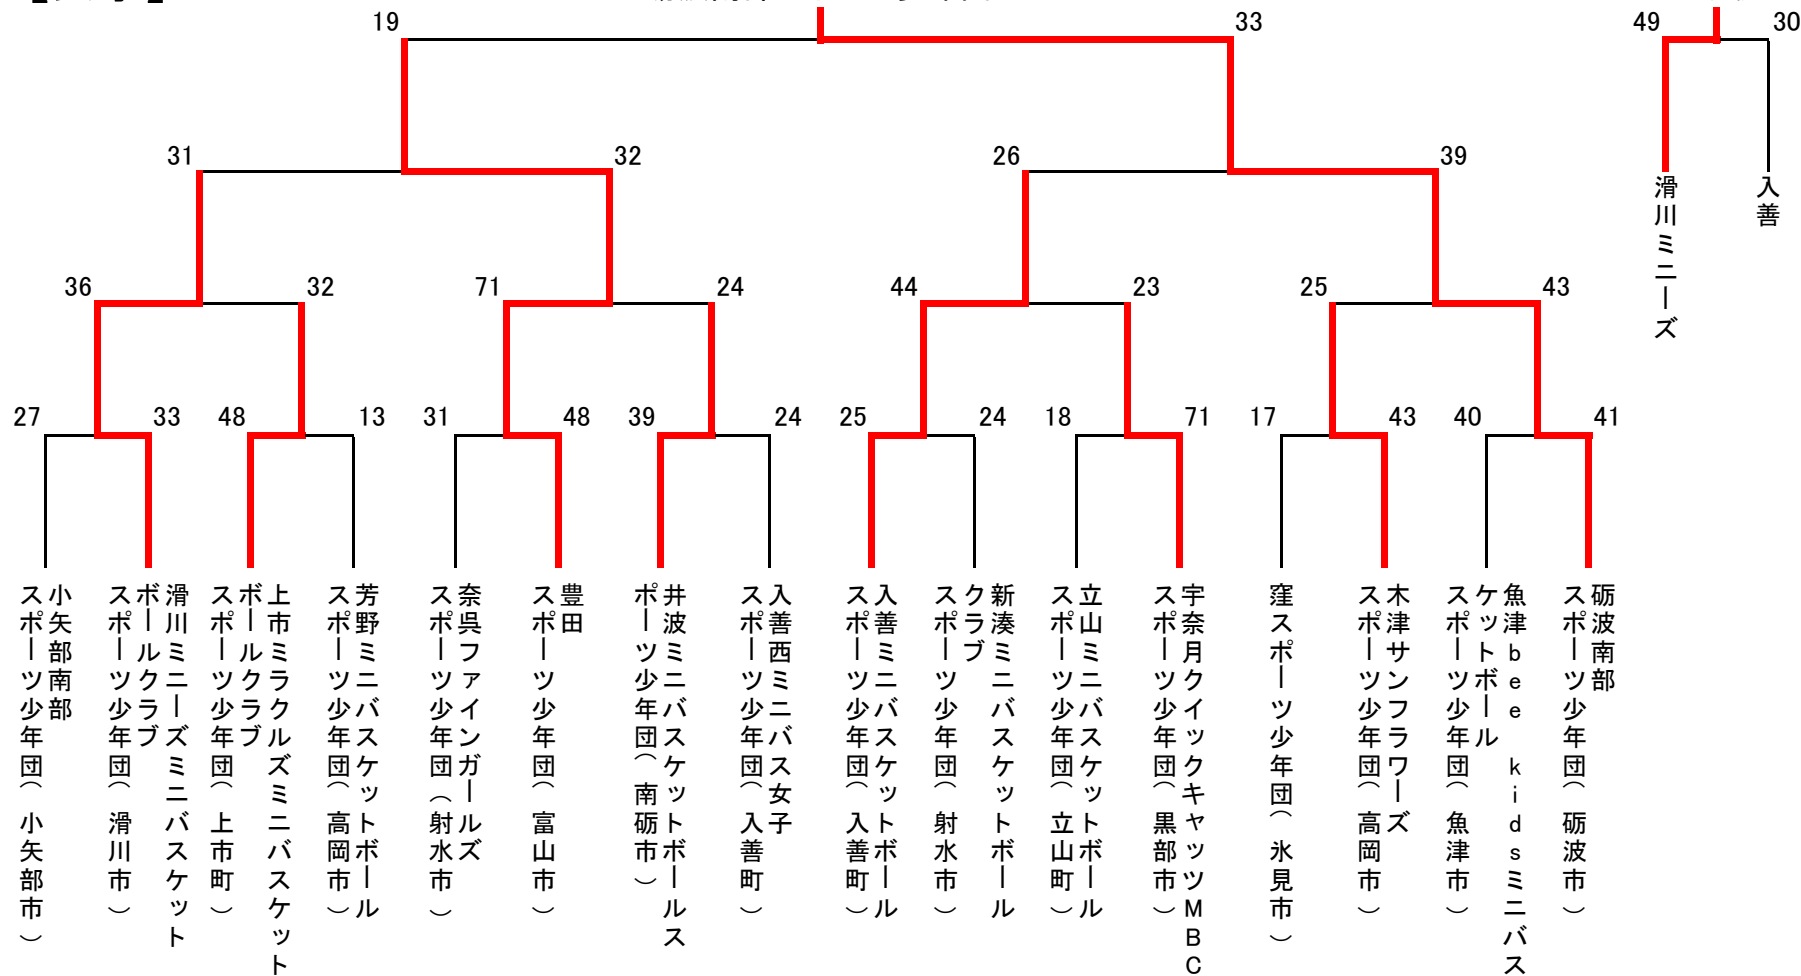 19
33
49
30
31
32
26
39
滑川ミニーズ
入善
36
32
71
24
44
23
25
43
27
33
48
13
31
48
39
24
25
24
18
71
17
43
40
41
小矢部南部
スポーツ少年団（小矢部市）
滑川ミニーズミニバスケット
ボールクラブ
スポーツ少年団（滑川市）
上市ミラクルズミニバスケット
ボールクラブ
スポーツ少年団（上市町）
芳野ミニバスケットボール
スポーツ少年団（高岡市）
奈呉ファインガールズ
スポーツ少年団（射水市）
豊田
スポーツ少年団（富山市）
井波ミニバスケットボールス
ポーツ少年団（南砺市）
入善西ミニバス女子
スポーツ少年団（入善町）
入善ミニバスケットボール
スポーツ少年団（入善町）
新湊ミニバスケットボール
クラブ
スポーツ少年団（射水市）
立山ミニバスケットボール
スポーツ少年団（立山町）
宇奈月クイックキャッツMBC
スポーツ少年団（黒部市）
窪スポーツ少年団（氷見市）
木津サンフラワーズ
スポーツ少年団（高岡市）
魚津bee kidsミニバス
ケットボール
スポーツ少年団（魚津市）
砺波南部
スポーツ少年団（砺波市）